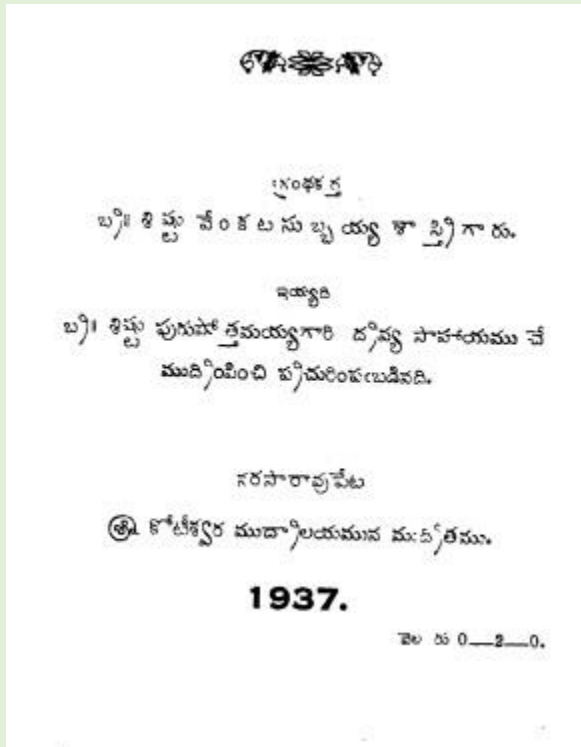 గ్రంథకర్త
బ్రిః శిష్టు వేంకటసుబ్బయ్య శాస్త్రిగారు.
ఇయ్యది
బ్రిః శిష్టు పురుషోత్తమయ్యగారి ద్రవ్య సాహాయముచే
ముద్రింపించి ప్రచురింపఁబడినది.
నరసారావుపేట
శ్రీ కోటీశ్వర ముద్రాలయమున ముద్రితము.
1937.
వెల రు 0—2—0.